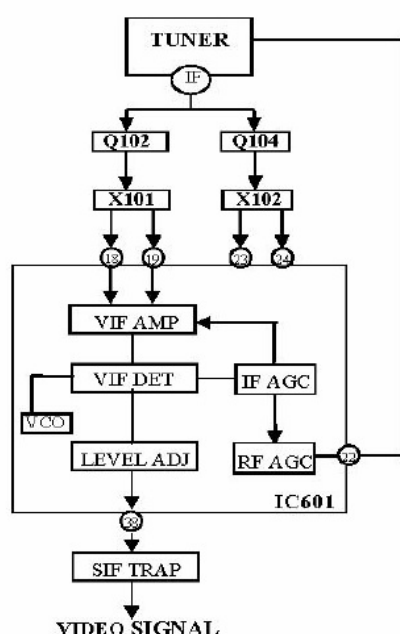 TUNER
IF
Q102 Q104
X101 X102
18 19 23 24
VIF AMP
VIF DET IF AGC
VCO
LEVEL ADJ RF AGC 22
IC601
38
SIF TRAP
VIDEO SIGNAL